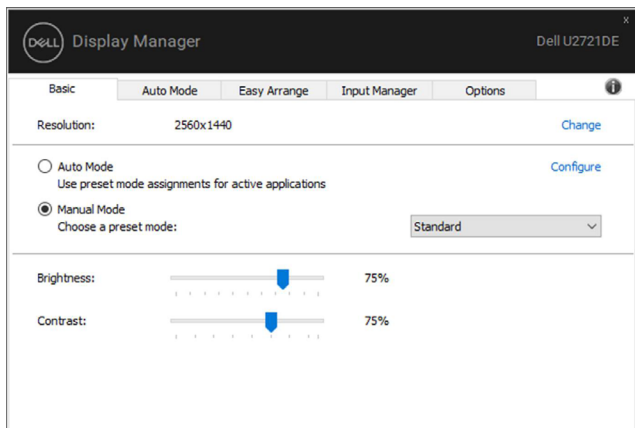 x
DELL Display Manager Dell U2721DE
Basic Auto Mode Easy Arrange Input Manager Options i
Resolution: 2560x1440 Change
Auto Mode Configure
Use preset mode assignments for active applications
Manual Mode
Choose a preset mode: Standard
Brightness: 75%
Contrast: 75%